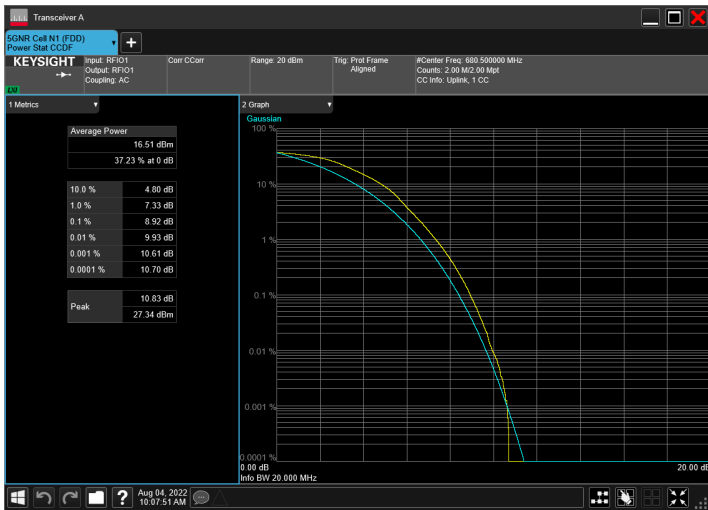 Transceiver A
5GNR Cell N1 (FDD)
Power Stat CCDF
KEYSIGHT
LXI
Input: RFIO1
Output: RFIO1
Coupling: AC
Corr CCorr
Range: 20 dBm
Trig: Prot Frame
Aligned
#Center Freq: 680.500000 MHz
Counts: 2.00 M/2.00 Mpt
CC Info: Uplink, 1 CC
1 Metrics
Average Power
16.51 dBm
37.23 % at 0 dB
10.0 % 4.80 dB
1.0 % 7.33 dB
0.1 % 8.92 dB
0.01 % 9.93 dB
0.001 % 10.61 dB
0.0001 % 10.70 dB
Peak
10.83 dB
27.34 dBm
2 Graph
Gaussian
100 %
10 %
1 %
0.1 %
0.01 %
0.001 %
0.0001 %
0.00 dB
20.00 dB
Info BW 20.000 MHz
?
Aug 04, 2022
10:07:51 AM